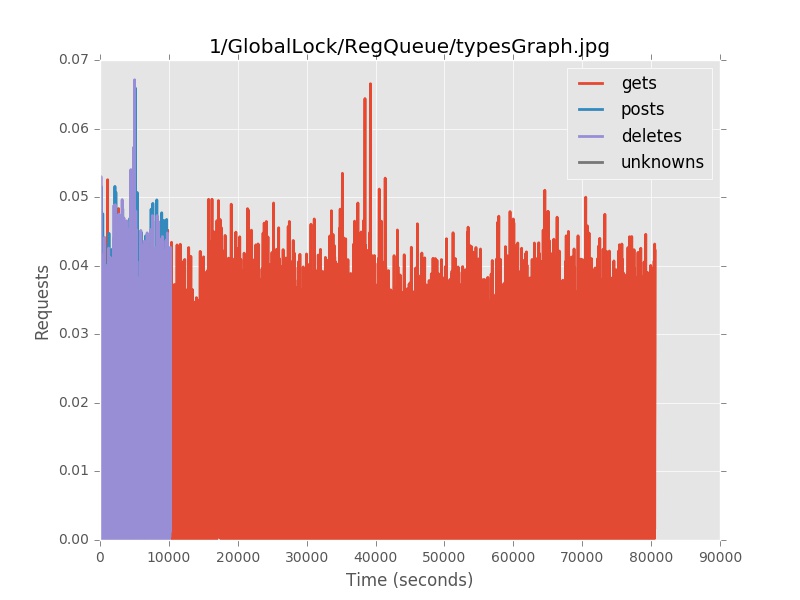 1/GlobalLock/RegQueue/typesGraph.jpg
0.07
0.06
0.05
0.04
0.03
0.02
0.01
0.00
Requests
gets
posts
deletes
unknowns
0 10000 20000 30000 40000 50000 60000 70000 80000 90000
Time (seconds)